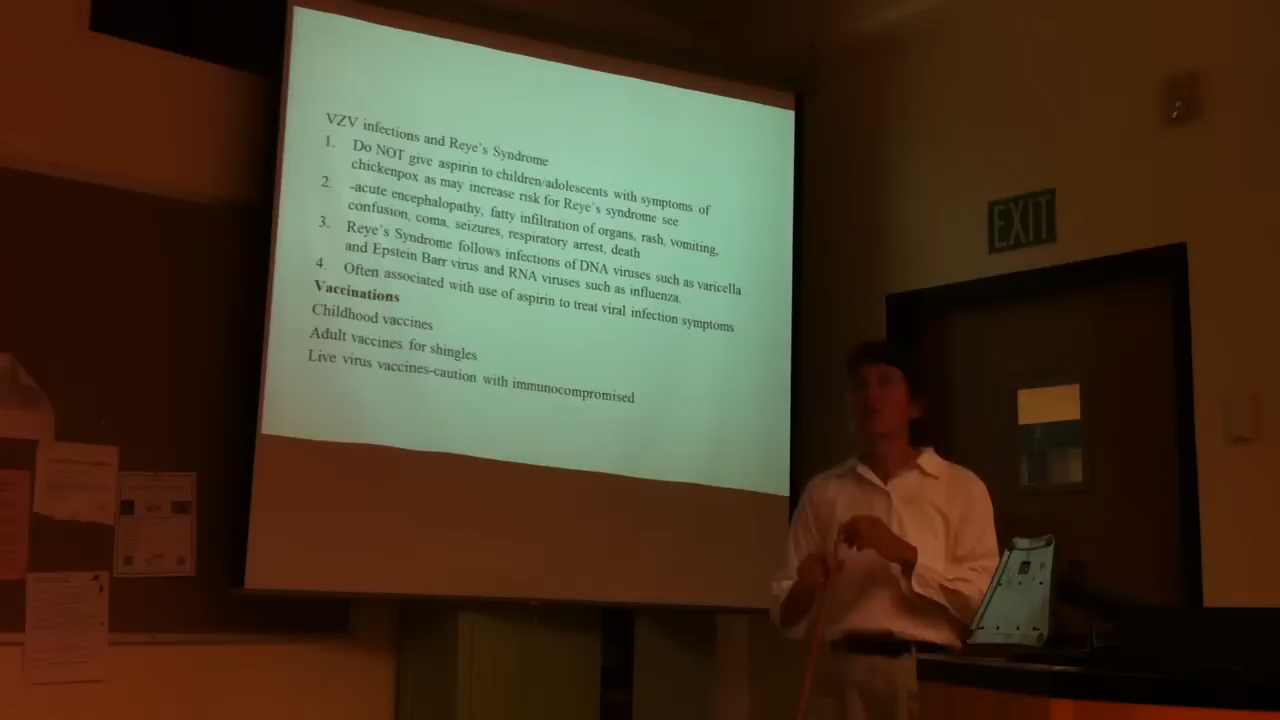 VZV infections and Reye's Syndrome
1. Do NOT give aspirin to children/adolescents with symptoms of
chickenpox as may increase risk for Reye's syndrome see
2. -acute encephalopathy, fatty infiltration of organs, rash, vomiting,
confusion, coma, seizures, respiratory arrest, death
3. Reye's Syndrome follows infections of DNA viruses such as varicella
and Epstein Barr virus and RNA viruses such as influenza.
4. Often associated with use of aspirin to treat viral infection symptoms
Vaccinations
Childhood vaccines
Adult vaccines for shingles
Live virus vaccines-caution with immunocompromised
EXIT